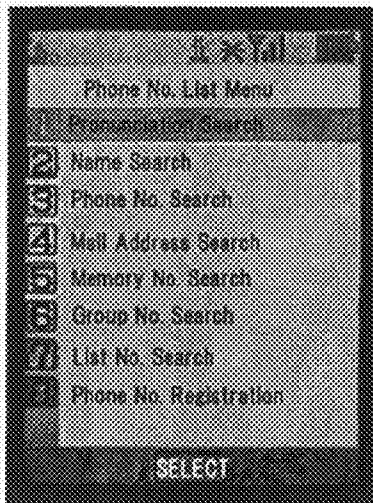 Phone No. List Menu
1 Pronunciation Search
2 Name Search
3 Phone No. Search
4 Mail Address Search
5 Memory No. Search
6 Group No. Search
7 List No. Search
8 Phone No. Registration
SELECT